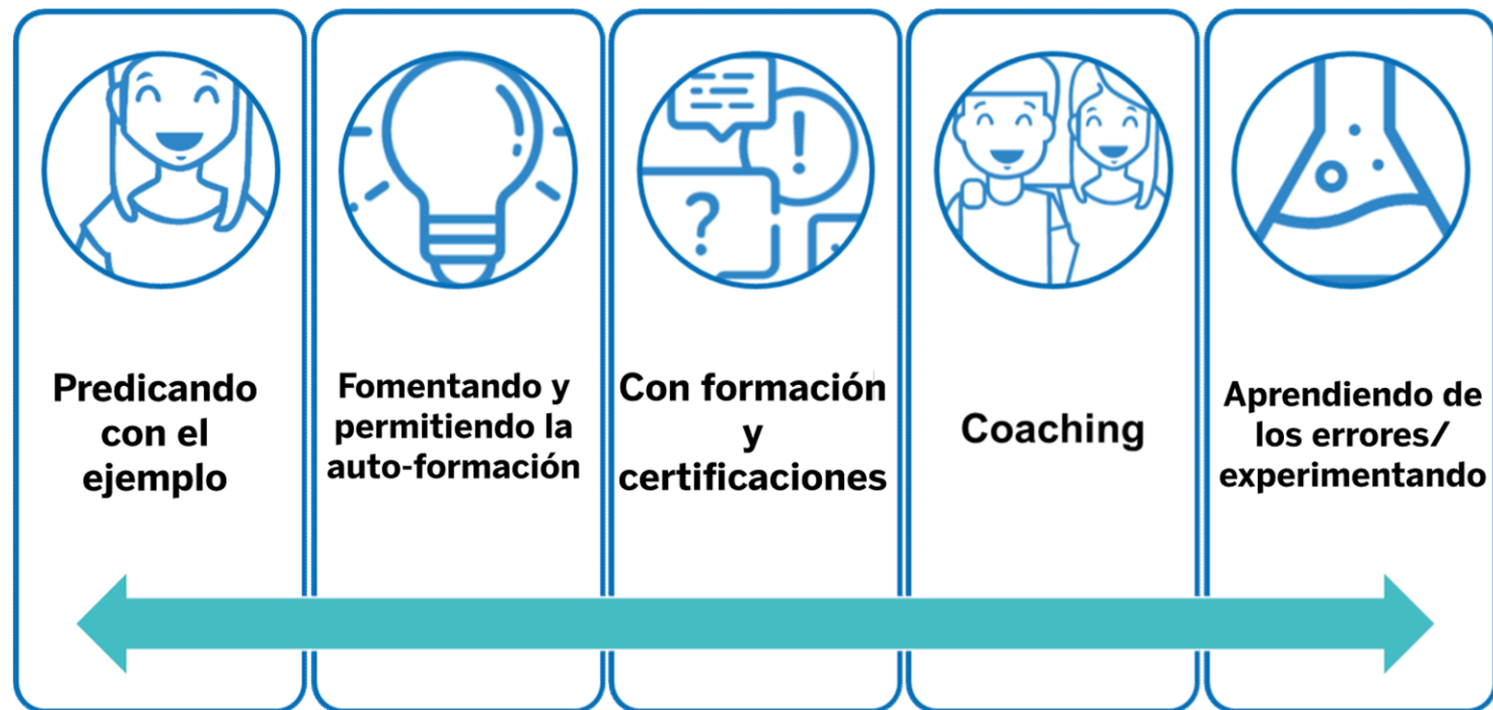 Predicando
con el
ejemplo
Fomentando y
permitiendo la
auto-formación
Con formación
y
certificaciones
Coaching
Aprendiendo de
los errores/
experimentando